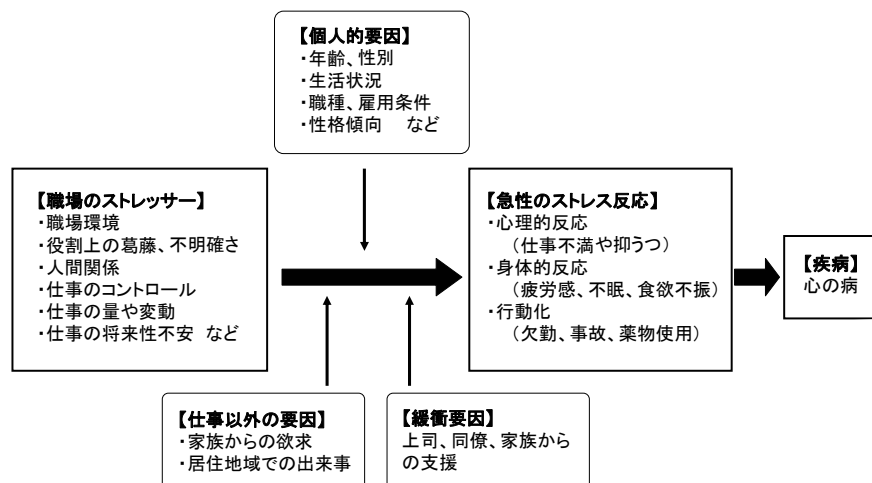 【個人的要因】
・年齢、性別
・生活状況
・職種、雇用条件
・性格傾向　など
【職場のストレッサー】
・職場環境
・役割上の葛藤、不明確さ
・人間関係
・仕事のコントロール
・仕事の量や変動
・仕事の将来性不安　など
【急性のストレス反応】
・心理的反応
（仕事不満や抑うつ）
・身体的反応
（疲労感、不眠、食欲不振）
・行動化
（欠勤、事故、薬物使用）
【疾病】
心の病
【仕事以外の要因】
・家族からの欲求
・居住地域での出来事
【緩衝要因】
上司、同僚、家族から
の支援